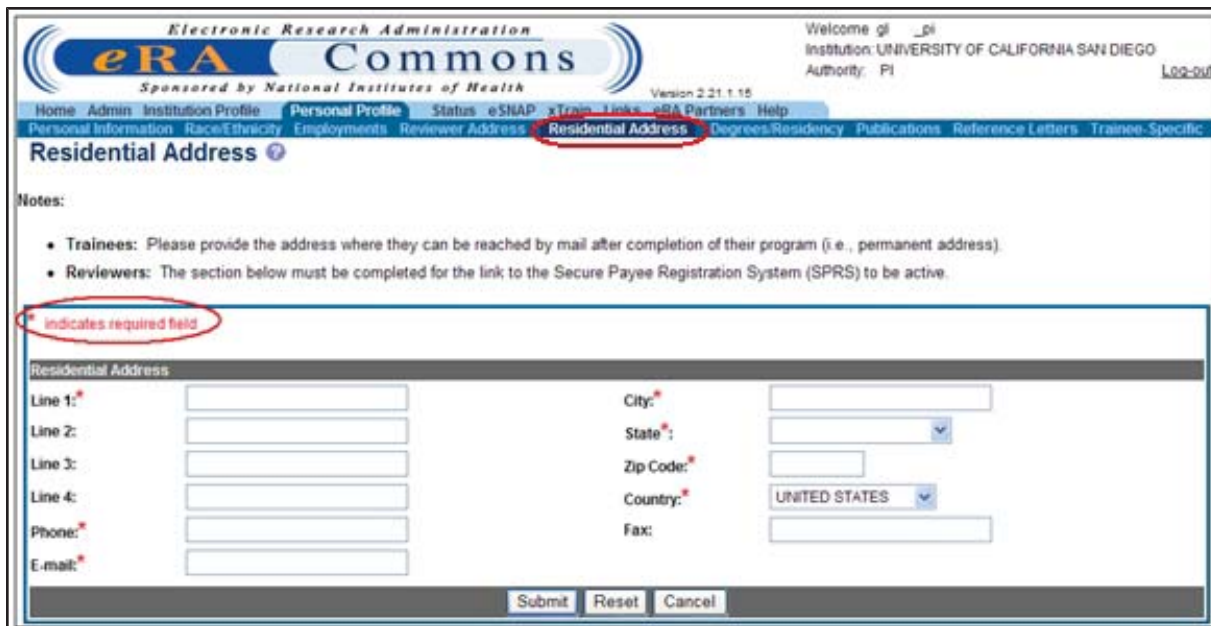 Electronic Research Administration
eRA Commons
Sponsored by National Institutes of Health
Version 2.21.1.15
Welcome gl _pi
Institution: UNIVERSITY OF CALIFORNIA SAN DIEGO
Authority: PI
Log-out
Home Admin Institution Profile Personal Profile Status eSNAP xTrain Links eRA Partners Help
Personal Information Race/Ethnicity Employments Reviewer Address Residential Address Degrees/Residency Publications Reference Letters Trainee-Specific
Residential Address ?
Notes:
• Trainees: Please provide the address where they can be reached by mail after completion of their program (i.e., permanent address).
• Reviewers: The section below must be completed for the link to the Secure Payee Registration System (SPRS) to be active.
* indicates required field
Residential Address
Line 1:* City:*
Line 2: State*:
Line 3: Zip Code:*
Line 4: Country:* UNITED STATES
Phone:* Fax:
E-mail:*
Submit Reset Cancel